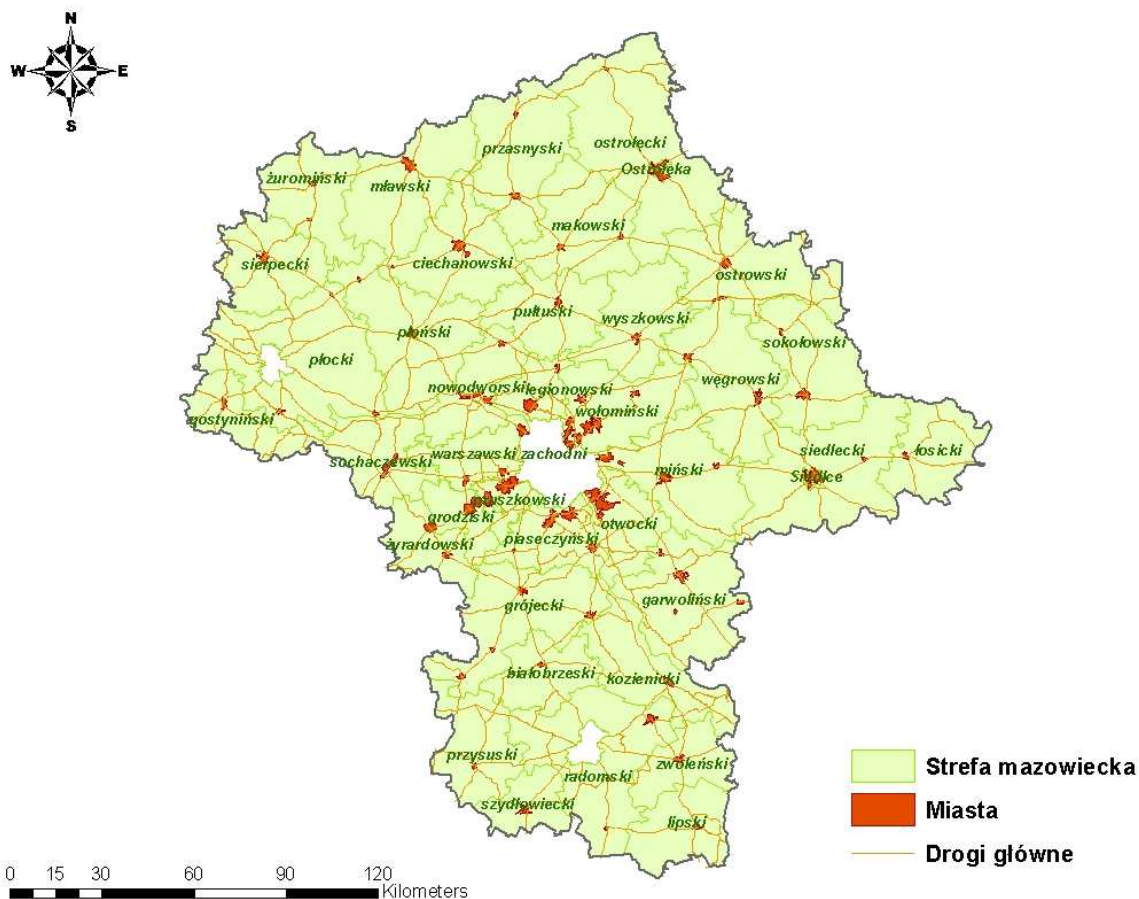 N
W
E
S
ostrołecki
przasnyski
Ostrołęka
żuromiński
mławski
makowski
sierpecki
ciechanowski
ostrowski
pułtuski
wyszkowski
płoński
sokołowski
płocki
węgrowski
nowodworski
legionowski
gostyniński
wołomiński
warszawski zachodni
siedlecki
łosicki
sochaczewski
miński
Siedlce
pruszkowski
grodziski
otwocki
żyrardowski
piaseczyński
garwoliński
grójecki
białobrzeski
kozienicki
przysuski
zwoleński
radomski
szydłowiecki
lipski
Strefa mazowiecka
Miasta
Drogi główne
0 15 30 60 90 120
Kilometers